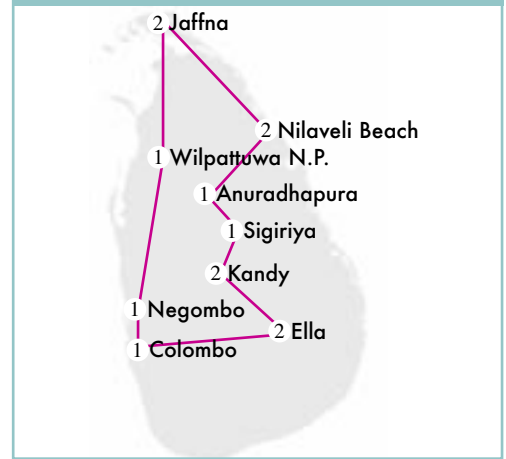 2 Jaffna
2 Nilaveli Beach
1 Wilpattuwa N.P.
1 Anuradhapura
1 Sigiriya
2 Kandy
1 Negombo
2 Ella
1 Colombo